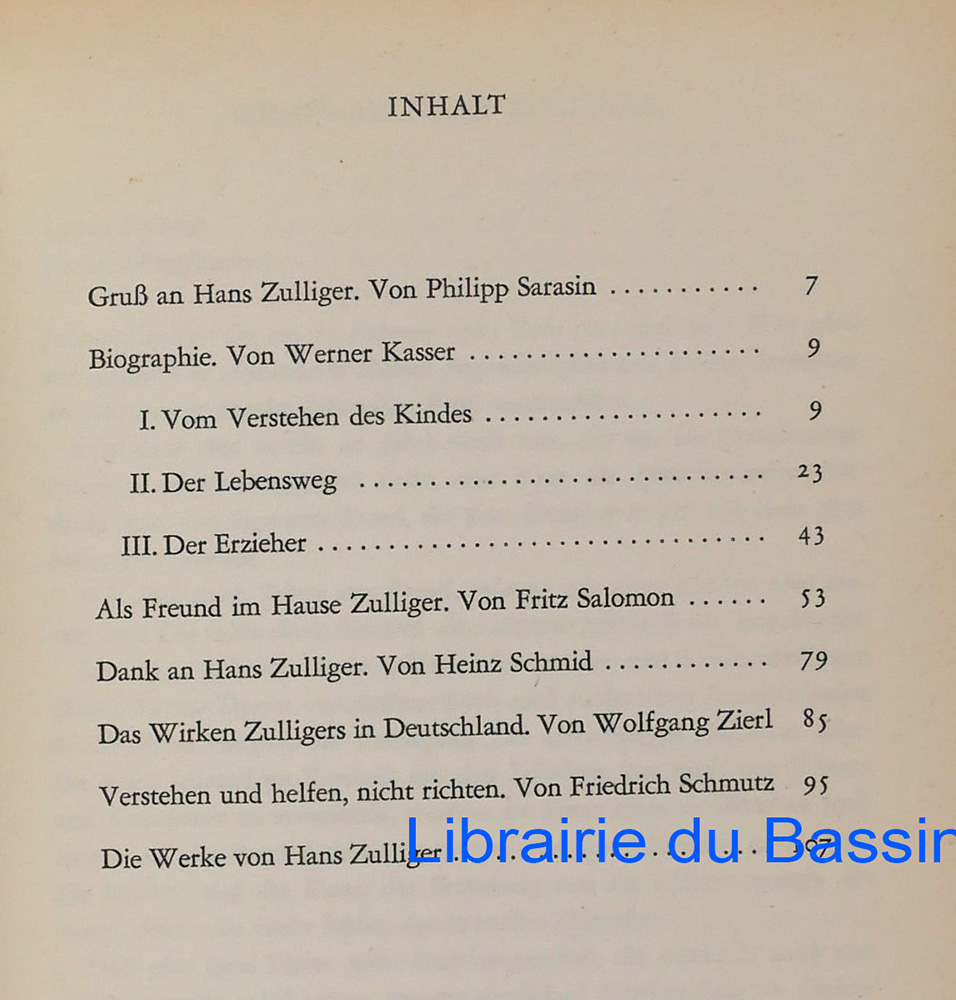 INHALT
Gruß an Hans Zulliger. Von Philipp Sarasin ........... 7
Biographie. Von Werner Kasser ..................... 9
I. Vom Verstehen des Kindes .................... 9
II. Der Lebensweg ............................. 23
III. Der Erzieher ................................ 43
Als Freund im Hause Zulliger. Von Fritz Salomon ...... 53
Dank an Hans Zulliger. Von Heinz Schmid ............ 79
Das Wirken Zulligers in Deutschland. Von Wolfgang Zierl 85
Verstehen und helfen, nicht richten. Von Friedrich Schmutz 95
Librairie du Bassin
Die Werke von Hans Zulliger ......................